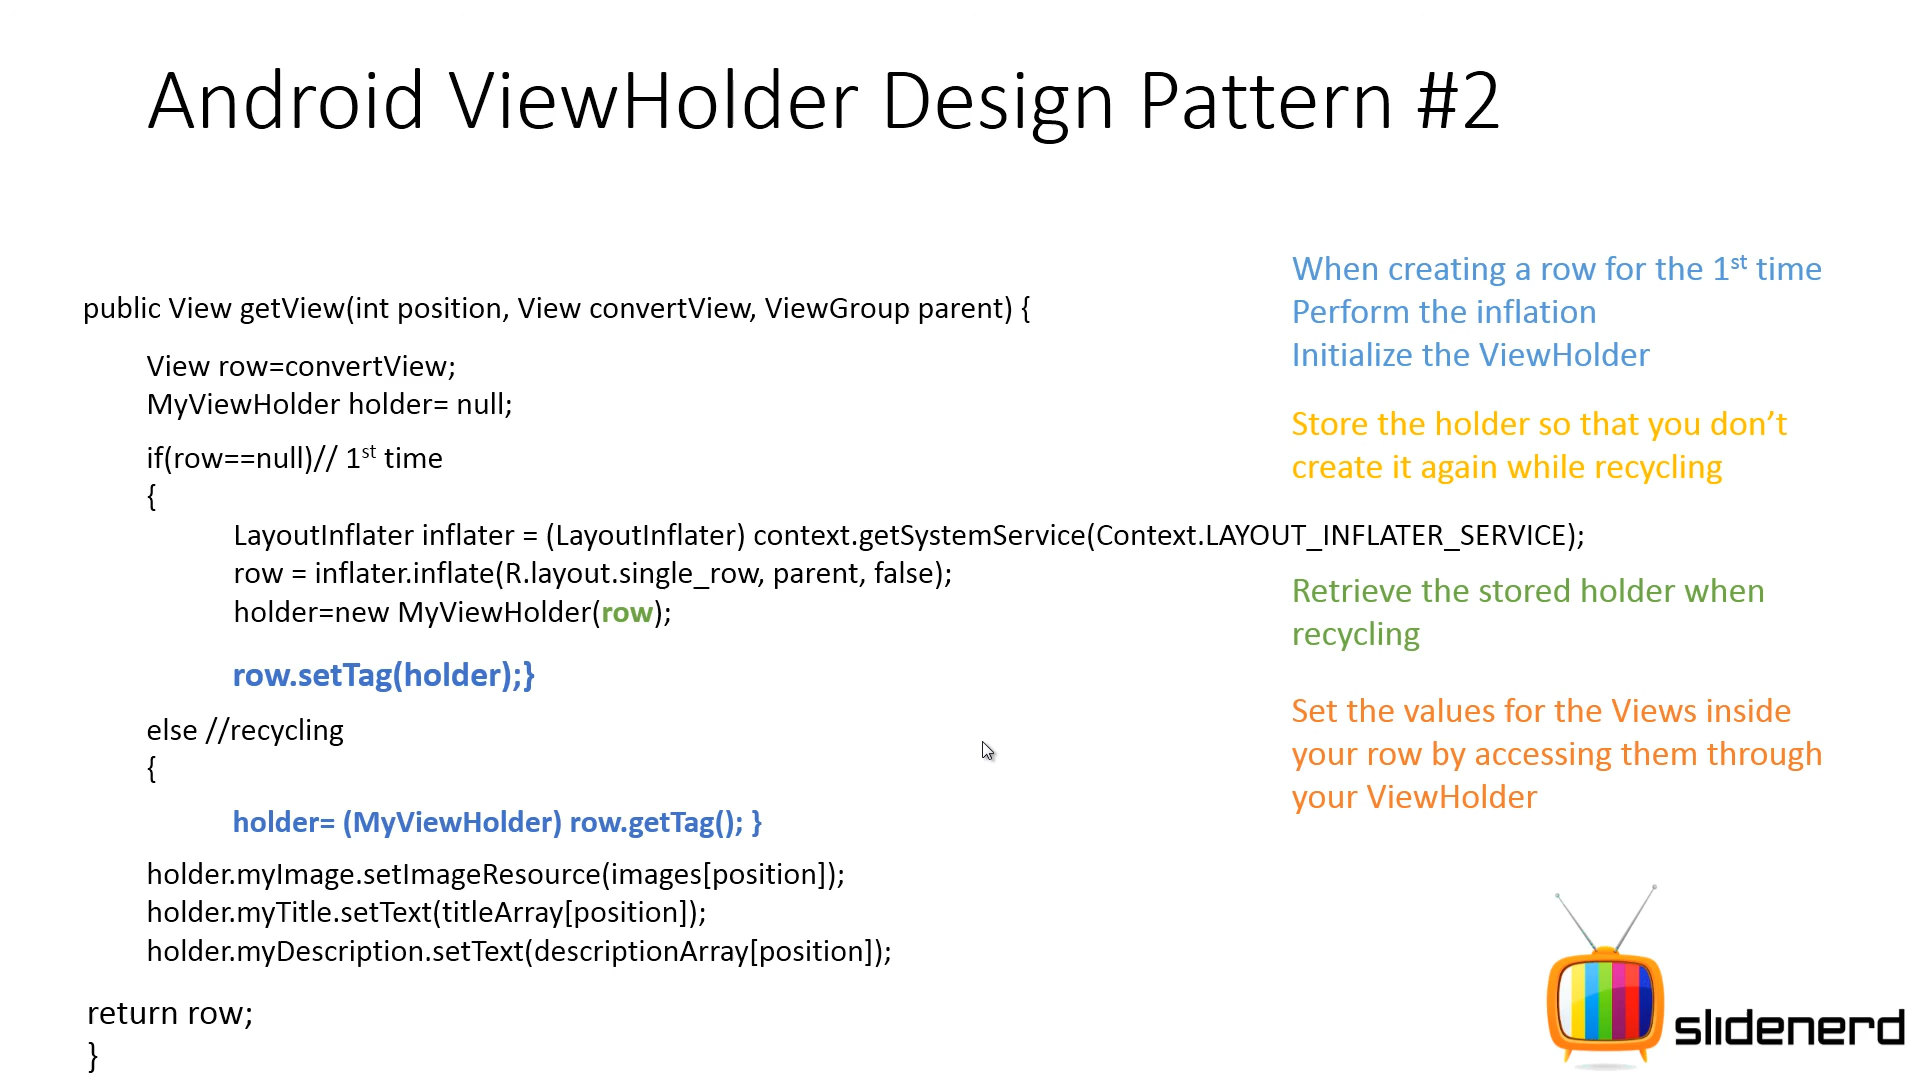 Android ViewHolder Design Pattern #2
public View getView(int position, View convertView, ViewGroup parent) {
View row=convertView;
MyViewHolder holder= null;
if(row==null)// 1st time
{
LayoutInflater inflater = (LayoutInflater) context.getSystemService(Context.LAYOUT_INFLATER_SERVICE);
row = inflater.inflate(R.layout.single_row, parent, false);
holder=new MyViewHolder(row);
row.setTag(holder);}
else //recycling
{
holder= (MyViewHolder) row.getTag(); }
holder.myImage.setImageResource(images[position]);
holder.myTitle.setText(titleArray[position]);
holder.myDescription.setText(descriptionArray[position]);
return row;
}
When creating a row for the 1st time
Perform the inflation
Initialize the ViewHolder
Store the holder so that you don’t
create it again while recycling
Retrieve the stored holder when
recycling
Set the values for the Views inside
your row by accessing them through
your ViewHolder
slidenerd